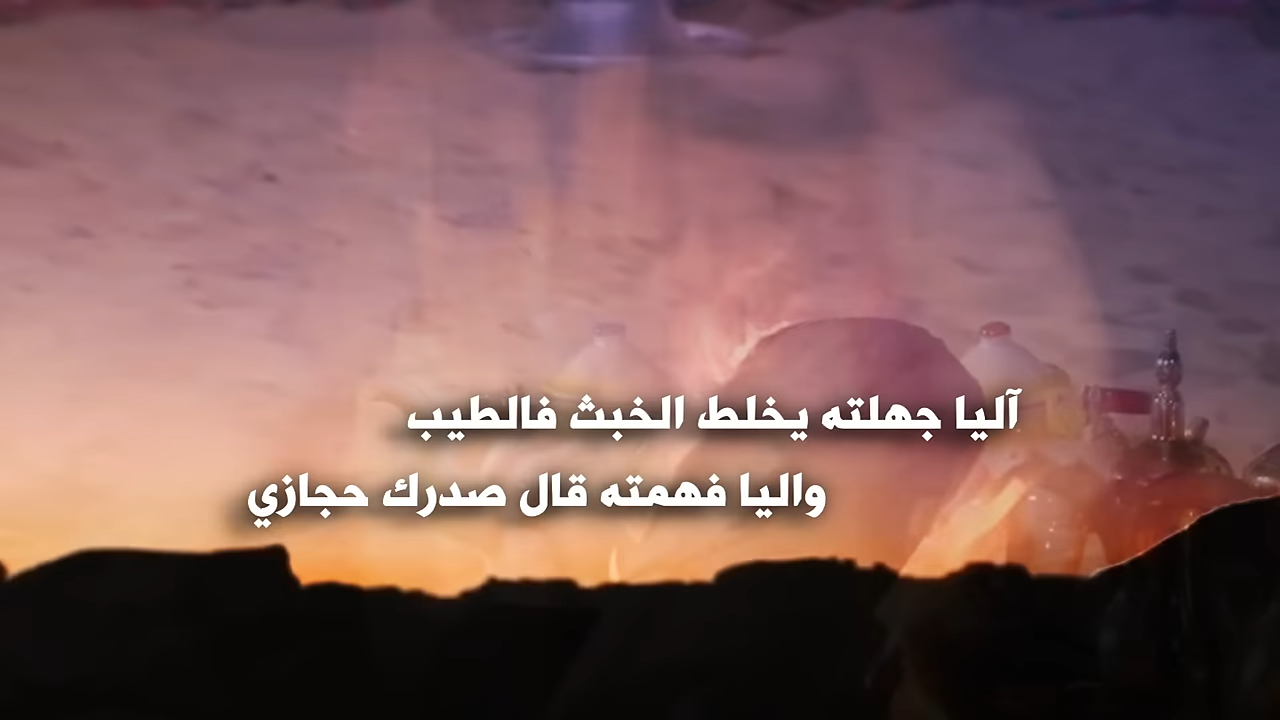 آليا جهلته يخلط الخبث فالطيب
واليا فهمته قال صدرك حجازي